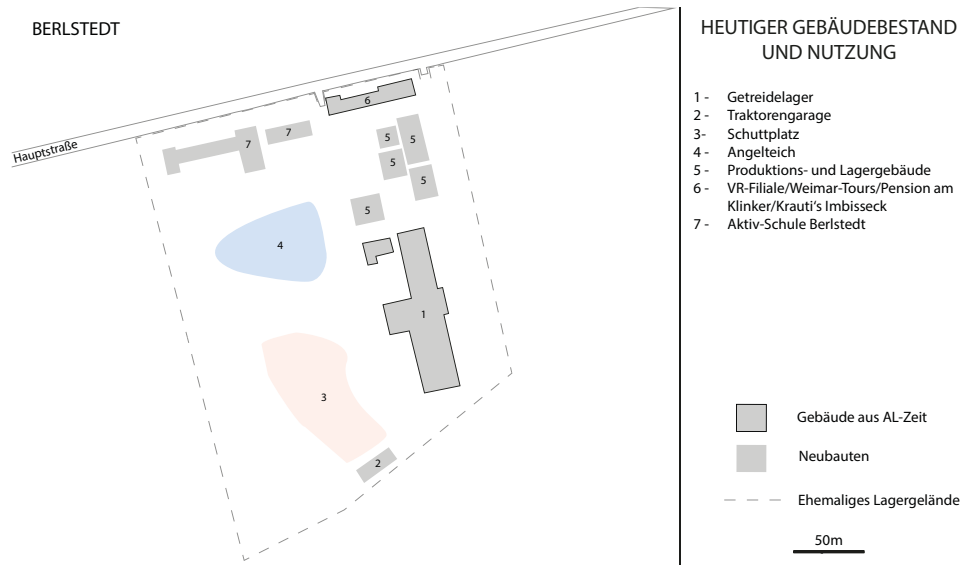 BERLSTEDT
Hauptstraße
6
7
7
5
5
5
5
5
4
1
3
2
HEUTIGER GEBÄUDEBESTAND
UND NUTZUNG
1 - Getreidelager
2 - Traktorengarage
3- Schuttplatz
4 - Angelteich
5 - Produktions- und Lagergebäude
6 - VR-Filiale/Weimar-Tours/Pension am
Klinker/Krauti's Imbisseck
7 - Aktiv-Schule Berlstedt
Gebäude aus AL-Zeit
Neubauten
Ehemaliges Lagergelände
50m